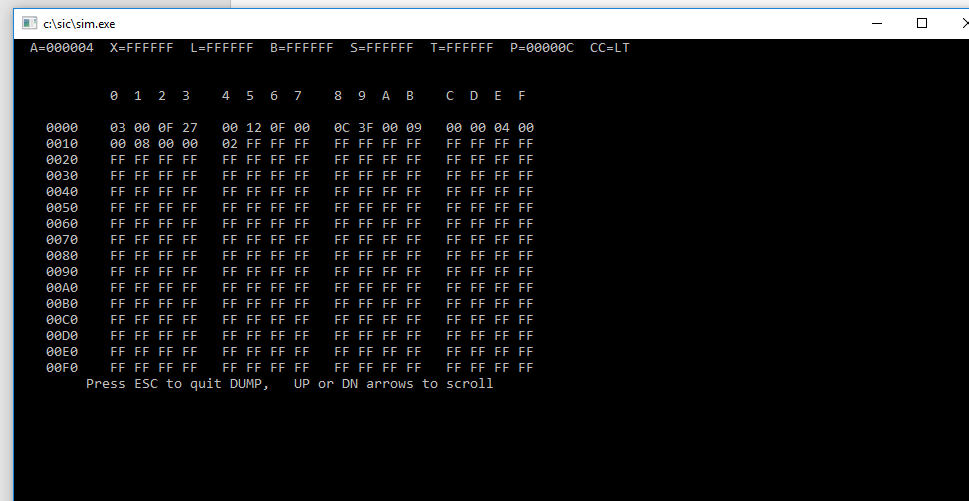 c:\sic\sim.exe
A=000004 X=FFFFFF L=FFFFFF B=FFFFFF S=FFFFFF T=FFFFFF P=00000C CC=LT
0 1 2 3 4 5 6 7 8 9 A B C D E F
0000 03 00 0F 27 00 12 0F 00 0C 3F 00 09 00 00 04 00
0010 00 08 00 00 02 FF FF FF FF FF FF FF FF FF FF FF
0020 FF FF FF FF FF FF FF FF FF FF FF FF FF FF FF FF
0030 FF FF FF FF FF FF FF FF FF FF FF FF FF FF FF FF
0040 FF FF FF FF FF FF FF FF FF FF FF FF FF FF FF FF
0050 FF FF FF FF FF FF FF FF FF FF FF FF FF FF FF FF
0060 FF FF FF FF FF FF FF FF FF FF FF FF FF FF FF FF
0070 FF FF FF FF FF FF FF FF FF FF FF FF FF FF FF FF
0080 FF FF FF FF FF FF FF FF FF FF FF FF FF FF FF FF
0090 FF FF FF FF FF FF FF FF FF FF FF FF FF FF FF FF
00A0 FF FF FF FF FF FF FF FF FF FF FF FF FF FF FF FF
00B0 FF FF FF FF FF FF FF FF FF FF FF FF FF FF FF FF
00C0 FF FF FF FF FF FF FF FF FF FF FF FF FF FF FF FF
00D0 FF FF FF FF FF FF FF FF FF FF FF FF FF FF FF FF
00E0 FF FF FF FF FF FF FF FF FF FF FF FF FF FF FF FF
00F0 FF FF FF FF FF FF FF FF FF FF FF FF FF FF FF FF
Press ESC to quit DUMP, UP or DN arrows to scroll